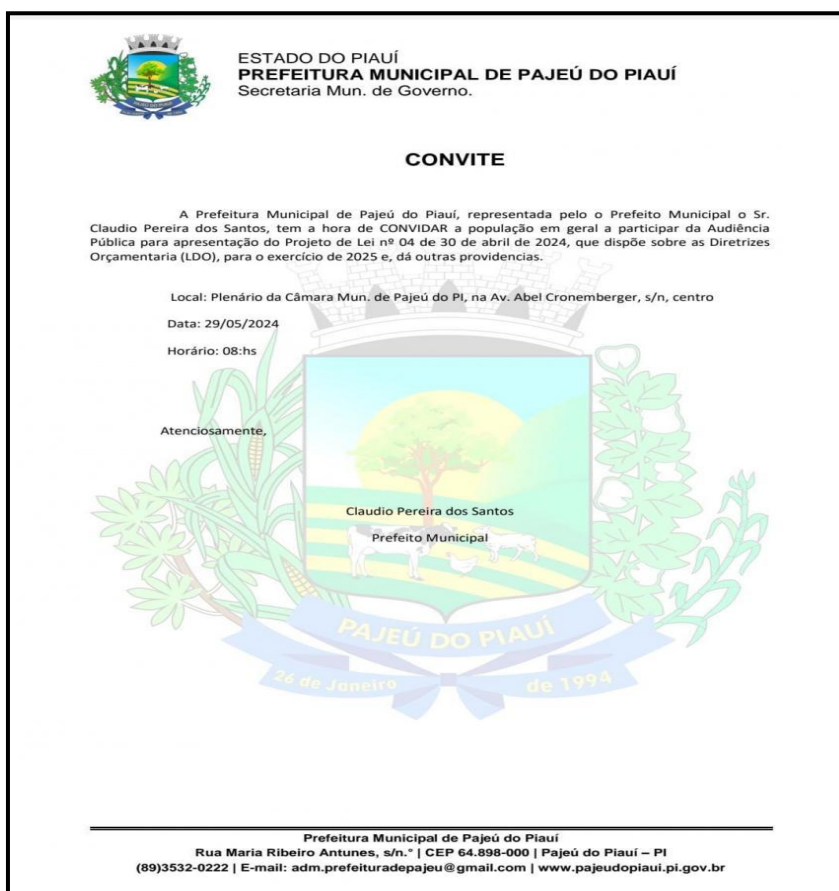 ESTADO DO PIAUÍ
PREFEITURA MUNICIPAL DE PAJEÚ DO PIAUÍ
Secretaria Mun. de Governo.
CONVITE
A Prefeitura Municipal de Pajeú do Piauí, representada pelo o Prefeito Municipal o Sr.
Claudio Pereira dos Santos, tem a hora de CONVIDAR a população em geral a participar da Audiência
Pública para apresentação do Projeto de Lei nº 04 de 30 de abril de 2024, que dispõe sobre as Diretrizes
Orçamentaria (LDO), para o exercício de 2025 e, dá outras providencias.
Local: Plenário da Câmara Mun. de Pajeú do PI, na Av. Abel Cronemberger, s/n, centro
Data: 29/05/2024
Horário: 08:hs
Atenciosamente,
Claudio Pereira dos Santos
Prefeito Municipal
PAJEÚ DO PIAUÍ
26 de Janeiro de 1994
Prefeitura Municipal de Pajeú do Piauí
Rua Maria Ribeiro Antunes, s/n.° | CEP 64.898-000 | Pajeú do Piauí – PI
(89)3532-0222 | E-mail: adm.prefeituradepajeu@gmail.com | www.pajeudopiaui.pi.gov.br